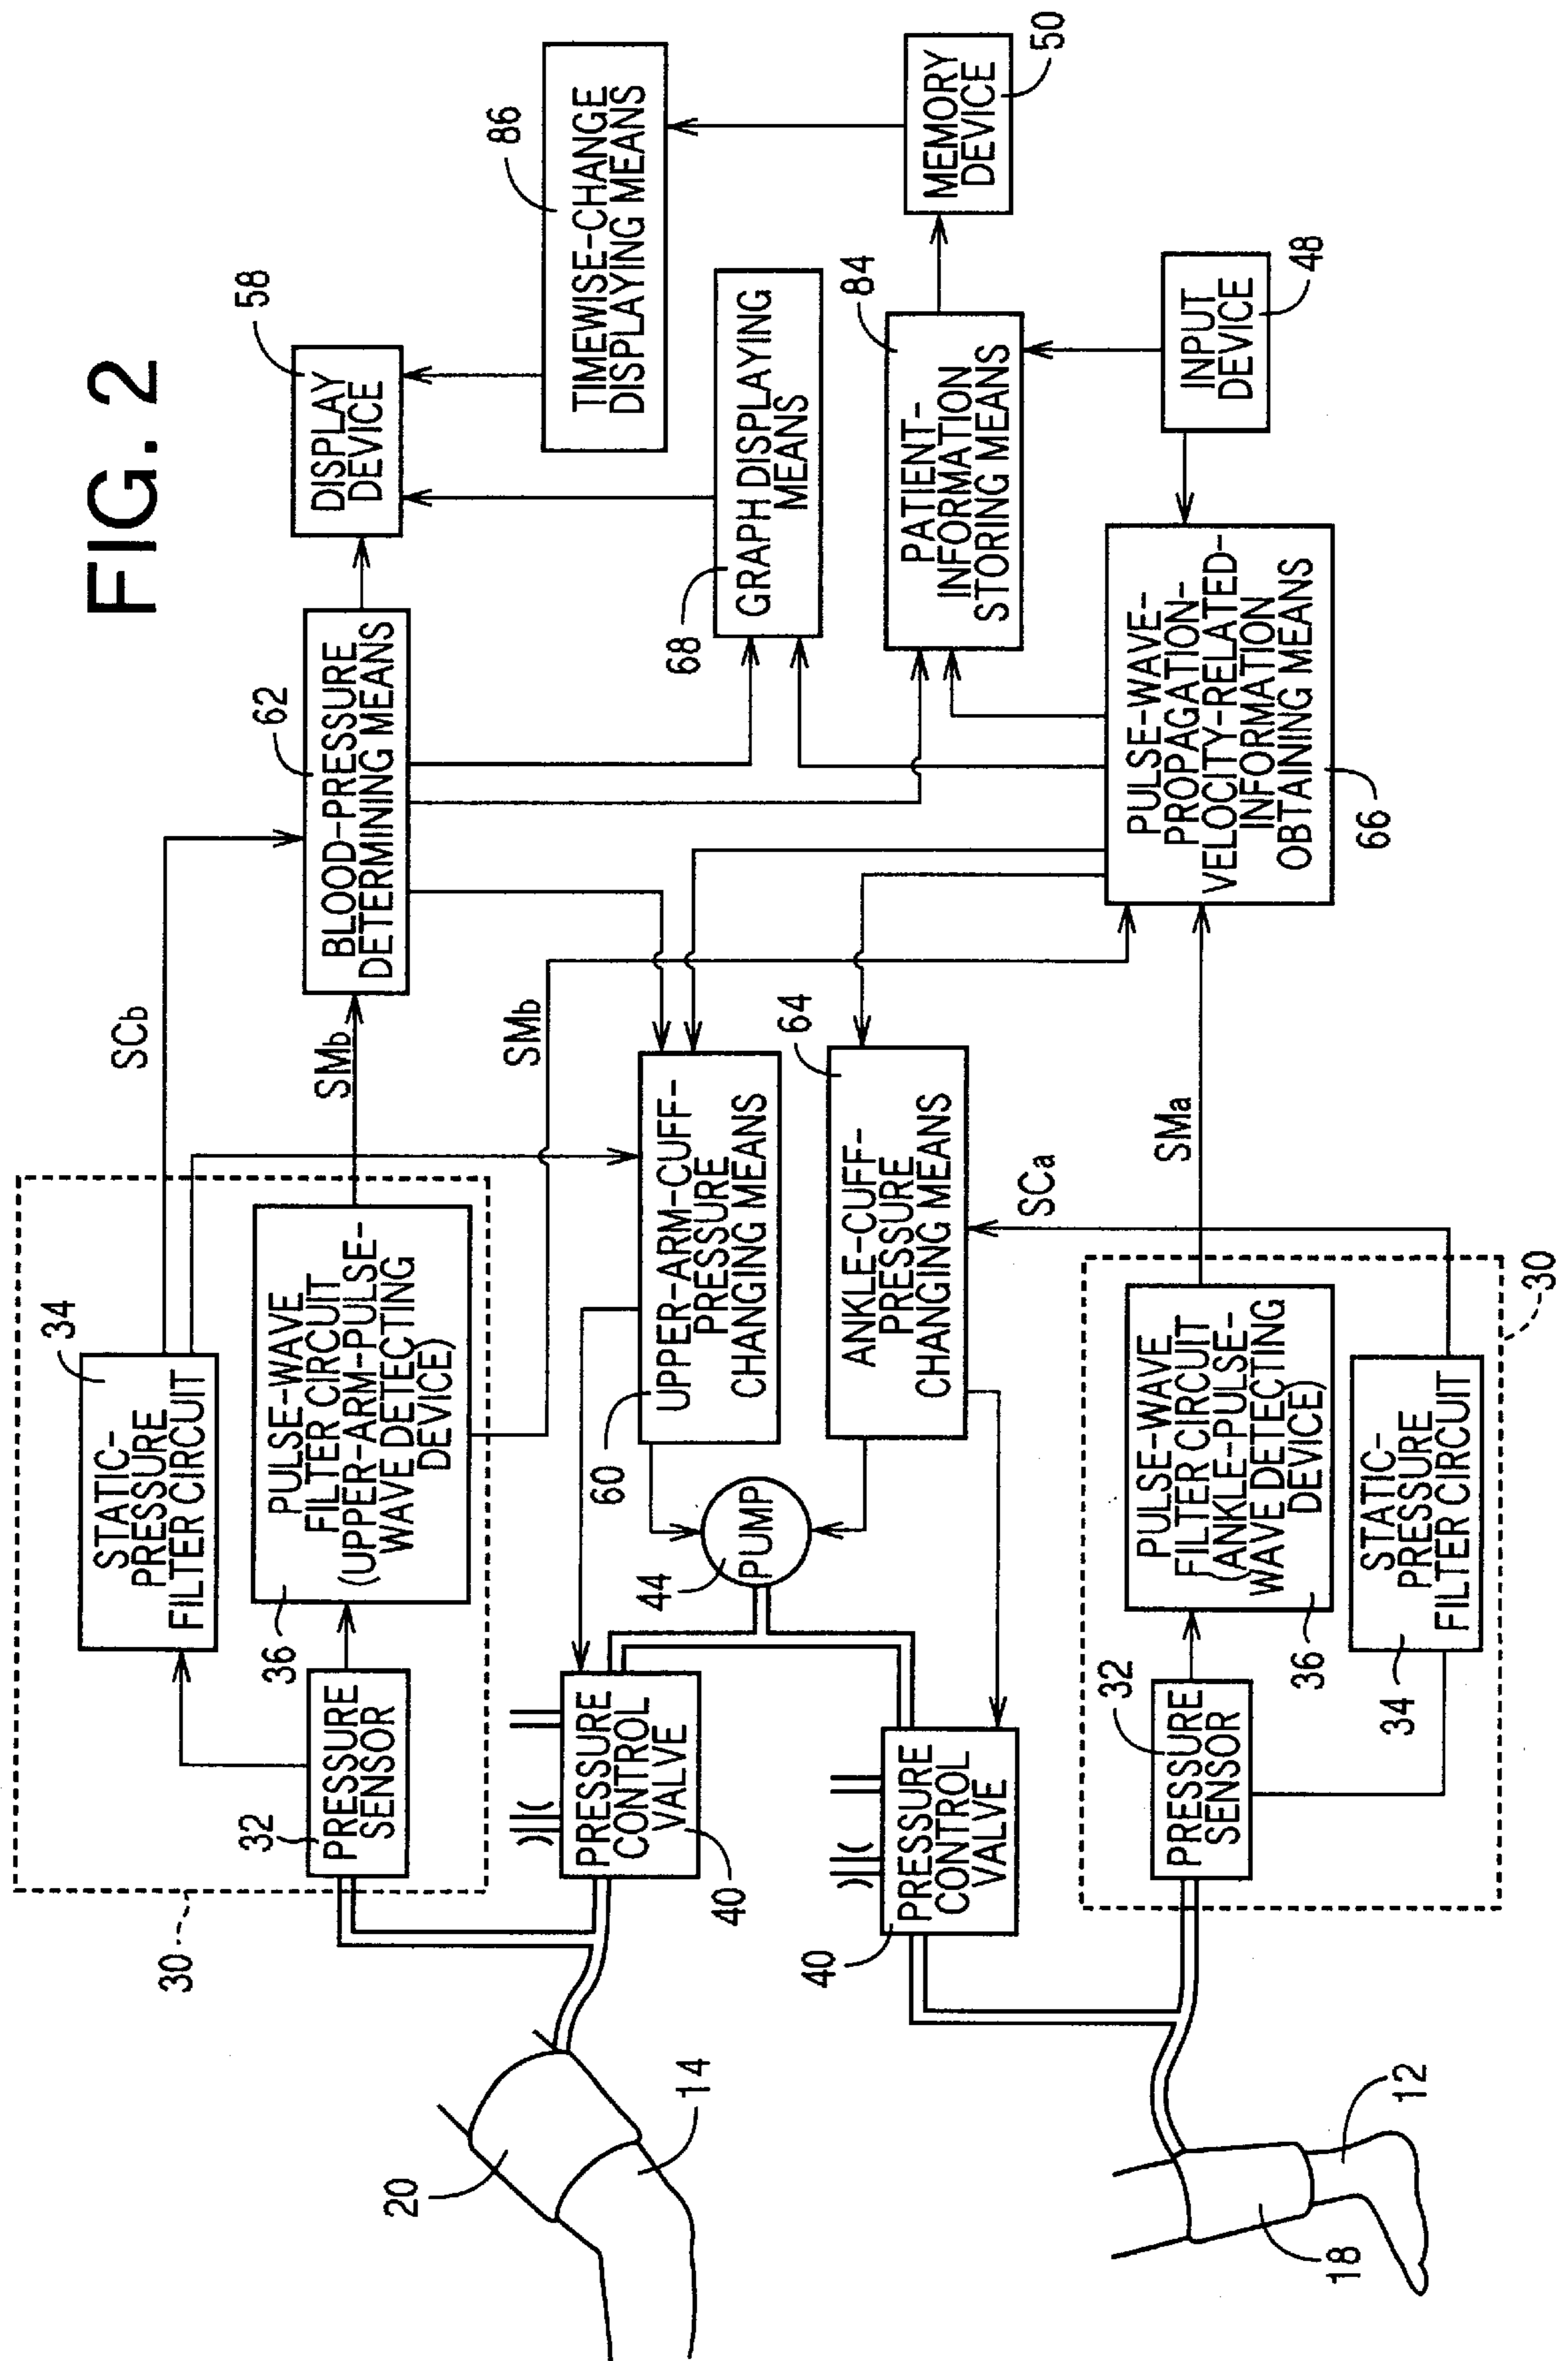 FIG. 2
30
34
STATIC-
PRESSURE
FILTER CIRCUIT
SCb
32
PRESSURE
SENSOR
36
PULSE-WAVE
FILTER CIRCUIT
(UPPER-ARM-PULSE-
WAVE DETECTING
DEVICE)
SMb
SMb
62
BLOOD-PRESSURE
DETERMINING MEANS
58
DISPLAY
DEVICE
86
TIMEWISE-CHANGE
DISPLAYING MEANS
20
14
PRESSURE
CONTROL
VALVE
40
60
UPPER-ARM-CUFF-
PRESSURE
CHANGING MEANS
68
GRAPH DISPLAYING
MEANS
44
PUMP
64
ANKLE-CUFF-
PRESSURE
CHANGING MEANS
84
PATIENT-
INFORMATION
STORING MEANS
MEMORY
DEVICE
50
40
PRESSURE
CONTROL
VALVE
SCa
SMa
32
PRESSURE
SENSOR
PULSE-WAVE
FILTER CIRCUIT
(ANKLE-PULSE-
WAVE DETECTING
DEVICE)
36
PULSE-WAVE-
PROPAGATION-
VELOCITY-RELATED-
INFORMATION
OBTAINING MEANS
66
INPUT
DEVICE
48
STATIC-
PRESSURE
FILTER CIRCUIT
34
30
18
12